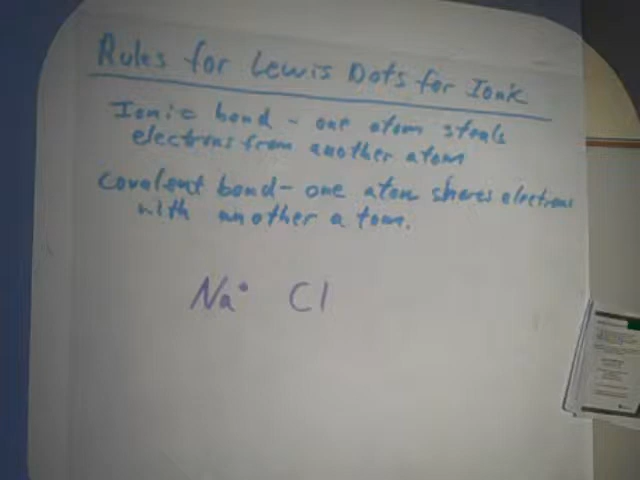 Rules for Lewis Dots for Ionic
Ionic bond - one atom steals
electrons from another atom
Covalent bond - one atom shares electrons
with another atom.
Na• Cl